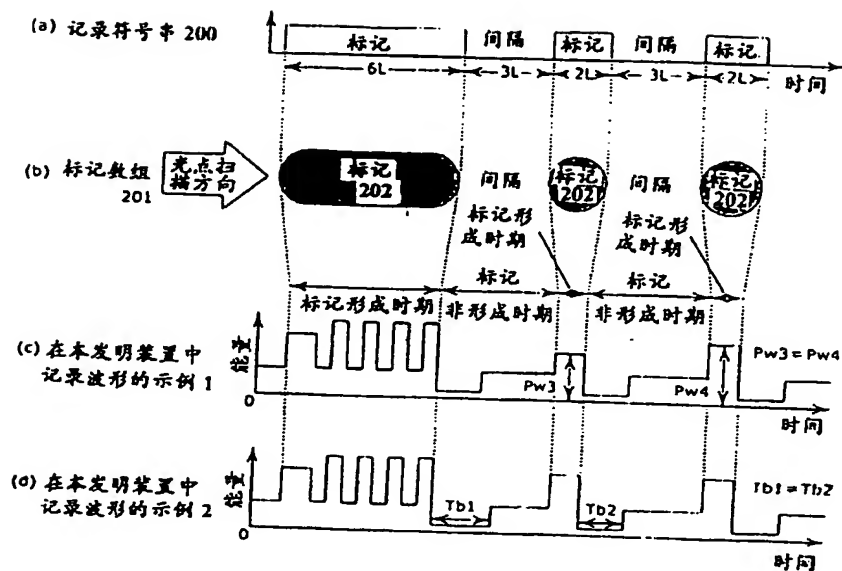 (a) 记录符号串 200
标记 间隔 标记 间隔 标记
6L 3L 2L 3L 2L
时间
(b) 标记数组
201
光点扫
描方向
标记
202
间隔
标记
202
间隔
标记
202
标记形
成时期
标记形
成时期
标记形成时期
标记
非形成时期
标记
非形成时期
(c) 在本发明装置中
记录波形的示例 1
能量
0
Pw3
Pw4
Pw3=Pw4
时间
(d) 在本发明装置中
记录波形的示例 2
能量
0
Tb1
Tb2
Tb1=Tb2
时间